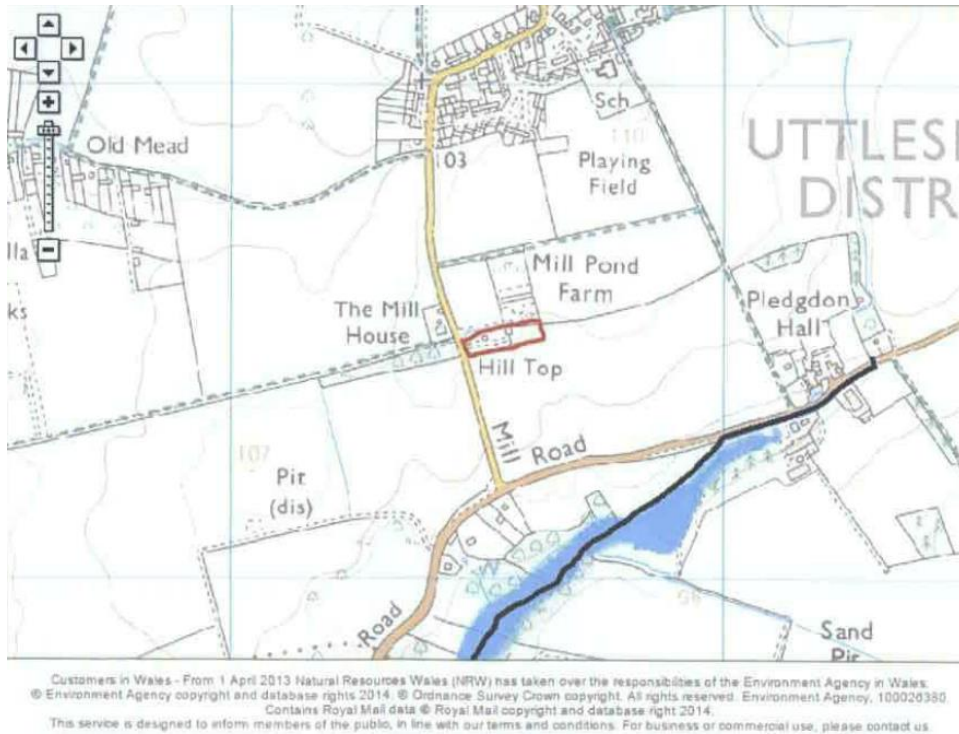 Sch
110
UTTLES
DISTR
Old Mead
103
Playing
Field
lla
Mill Pond
Farm
ks
The Mill
House
Pledgdon
Hall
Hill Top
Mill
Road
107
Pit
(dis)
Road
95
Sand
Pit
Customers in Wales - From 1 April 2013 Natural Resources Wales (NRW) has taken over the responsibilities of the Environment Agency in Wales.
© Environment Agency copyright and database rights 2014. © Ordnance Survey Crown copyright. All rights reserved. Environment Agency, 100026380.
Contains Royal Mail data © Royal Mail copyright and database right 2014.
This service is designed to inform members of the public, in line with our terms and conditions. For business or commercial use, please contact us